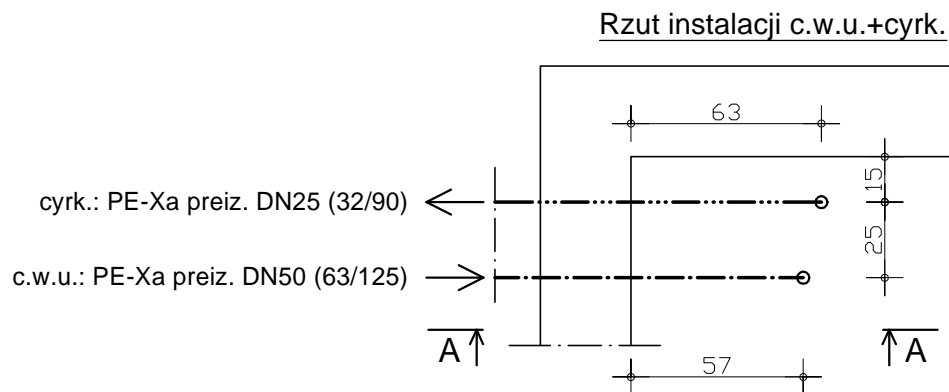 Rzut instalacji c.w.u.+cyrk.
63
15
cyrk.: PE-Xa preiz. DN25 (32/90)
25
c.w.u.: PE-Xa preiz. DN50 (63/125)
A
A
57